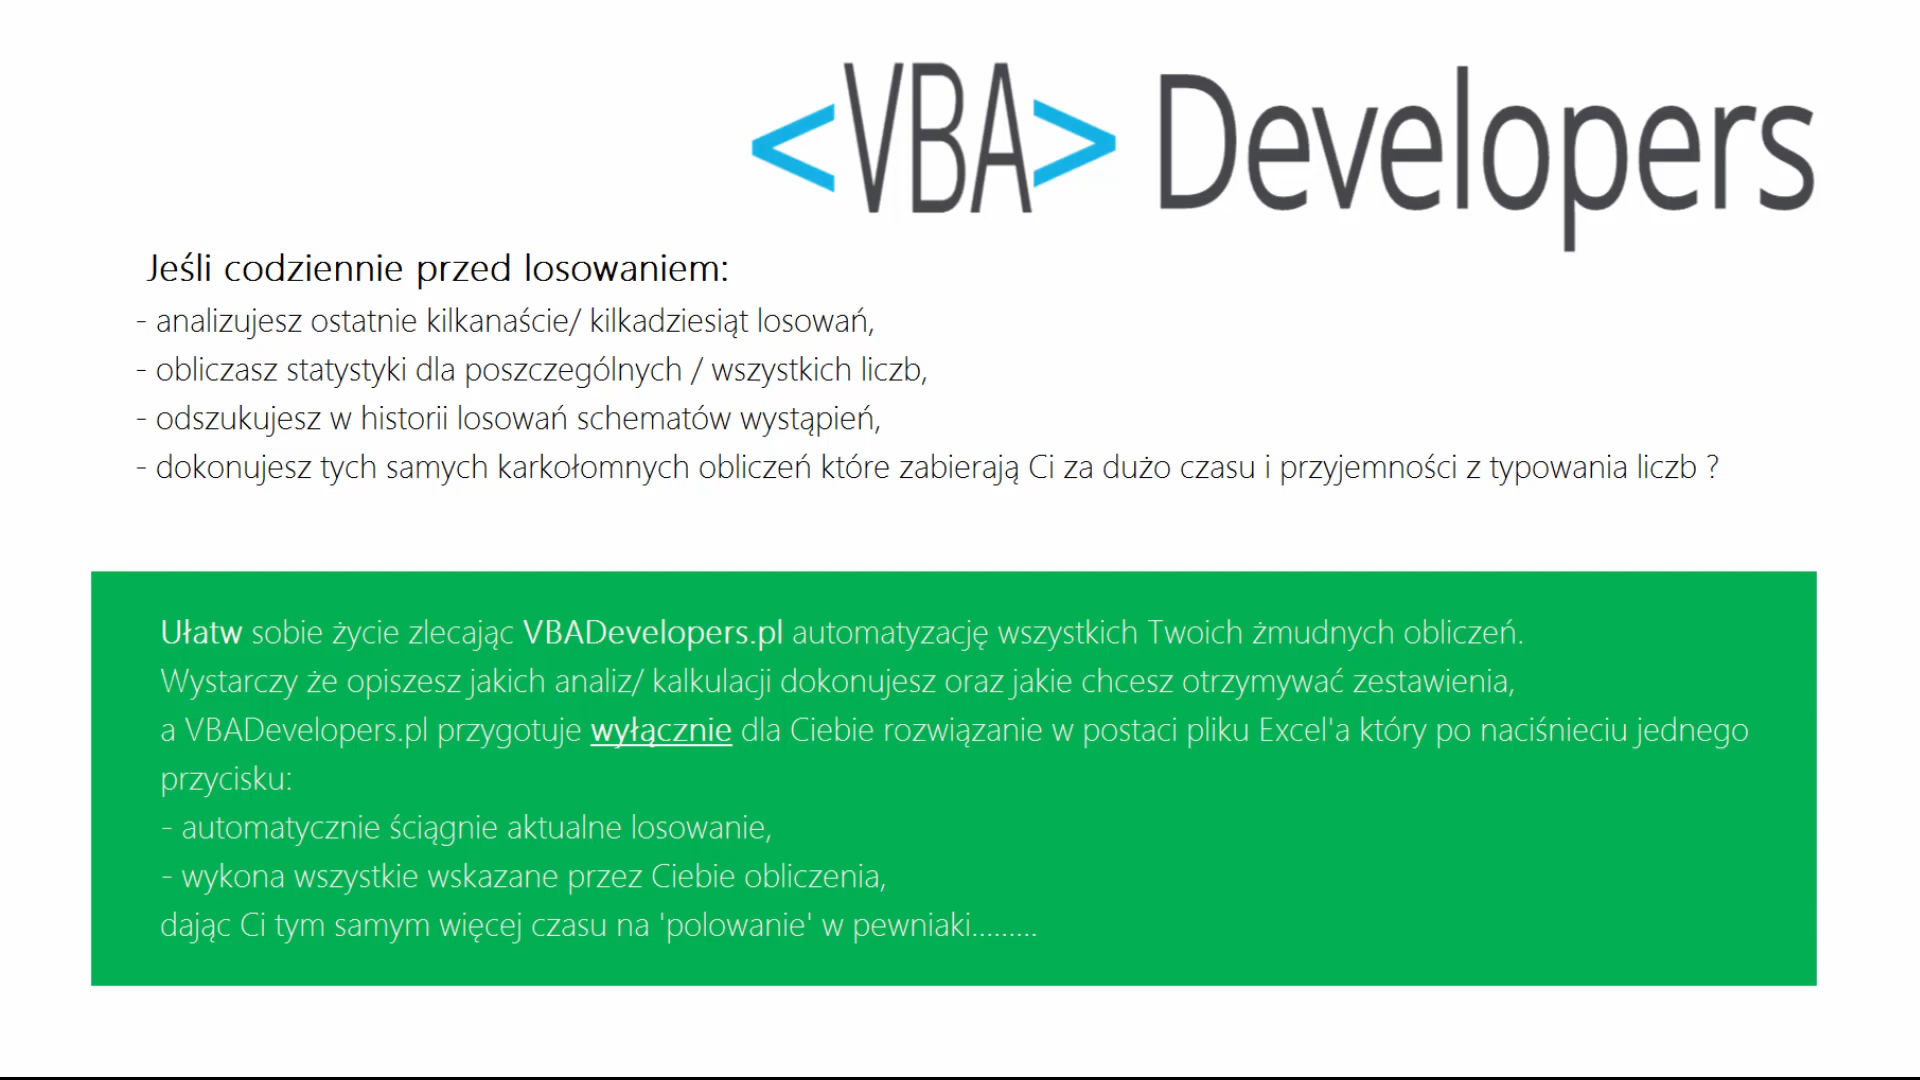 <VBA> Developers
Jeśli codziennie przed losowaniem:
- analizujesz ostatnie kilkanaście/ kilkadziesiąt losowań,
- obliczasz statystyki dla poszczególnych / wszystkich liczb,
- odszukujesz w historii losowań schematów wystąpień,
- dokonujesz tych samych karkołomnych obliczeń które zabierają Ci za dużo czasu i przyjemności z typowania liczb ?
Ułatw sobie życie zlecając VBADevelopers.pl automatyzację wszystkich Twoich żmudnych obliczeń.
Wystarczy że opiszesz jakich analiz/ kalkulacji dokonujesz oraz jakie chcesz otrzymywać zestawienia,
a VBADevelopers.pl przygotuje wyłącznie dla Ciebie rozwiązanie w postaci pliku Excel'a który po naciśnieciu jednego
przycisku:
- automatycznie ściągnie aktualne losowanie,
- wykona wszystkie wskazane przez Ciebie obliczenia,
dając Ci tym samym więcej czasu na 'polowanie' w pewniaki.........